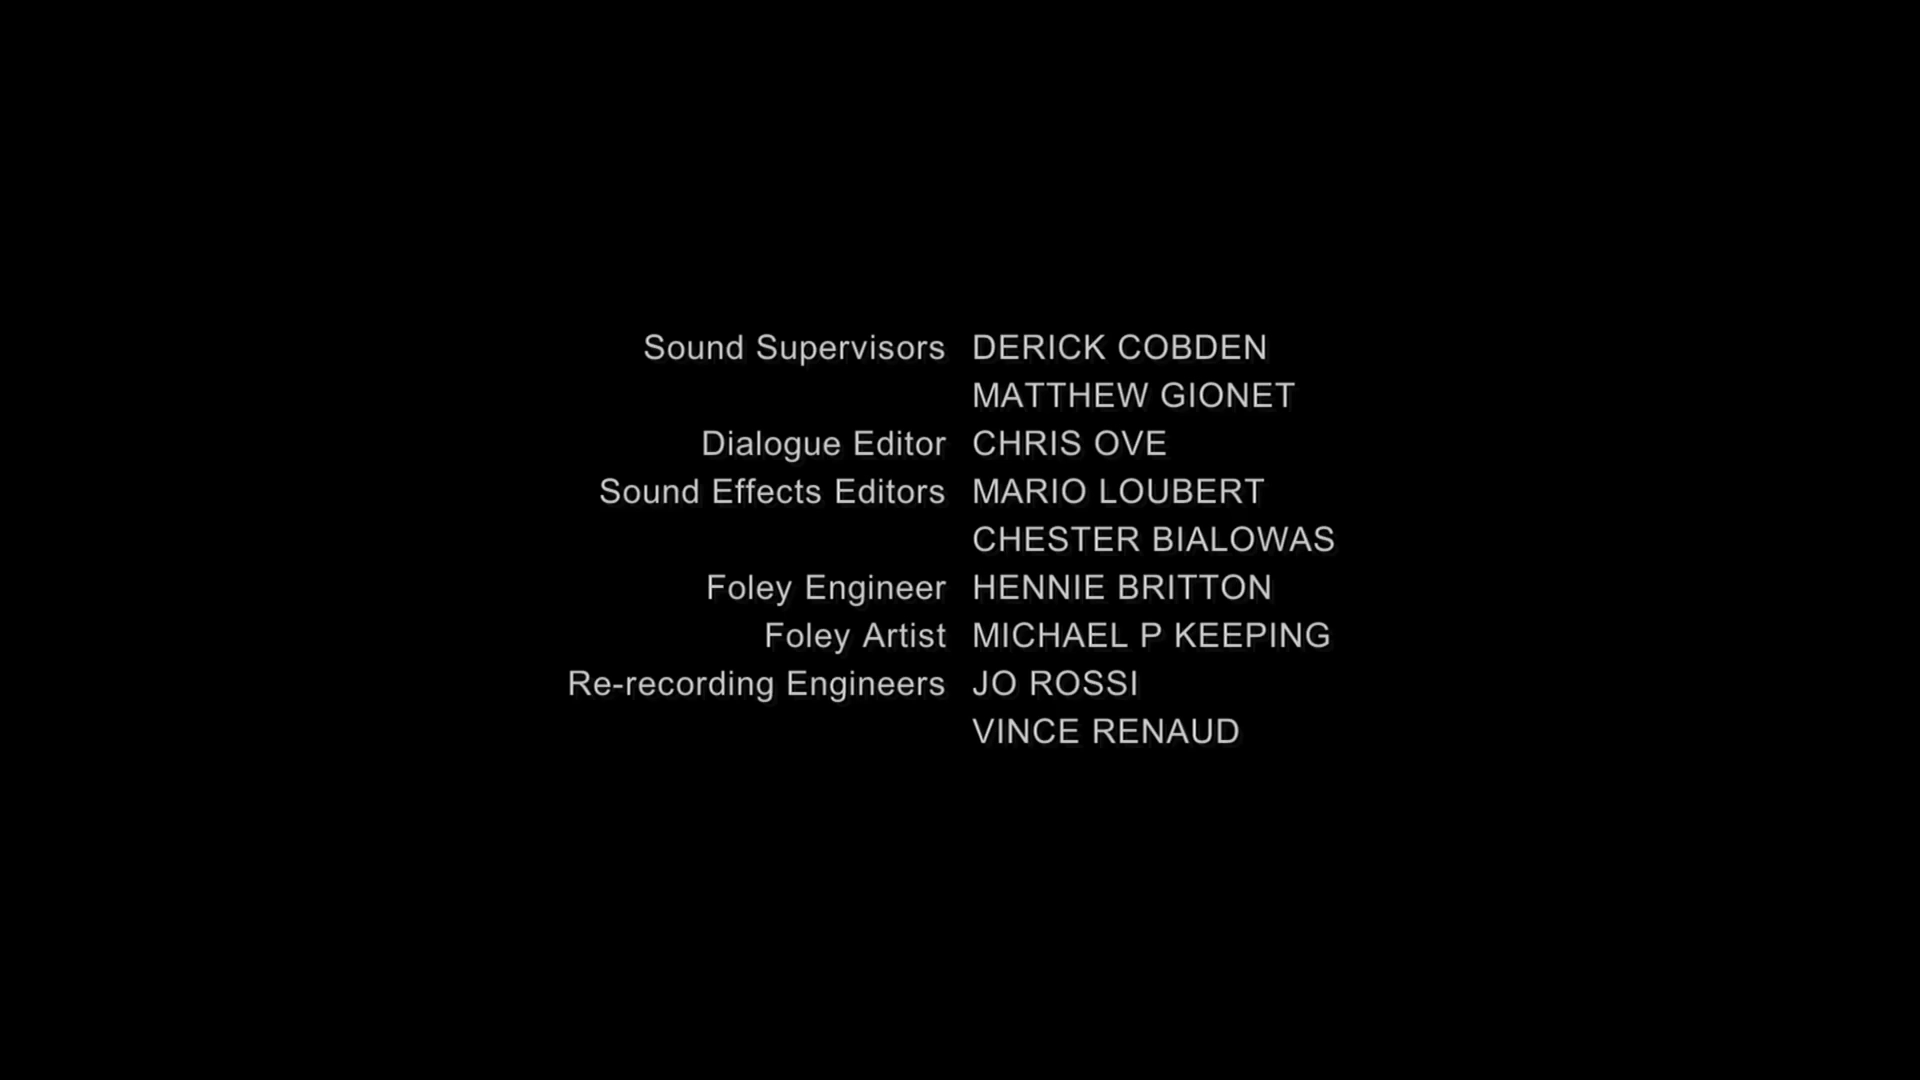 Sound Supervisors DERICK COBDEN
MATTHEW GIONET
Dialogue Editor CHRIS OVE
Sound Effects Editors MARIO LOUBERT
CHESTER BIALOWAS
Foley Engineer HENNIE BRITTON
Foley Artist MICHAEL P KEEPING
Re-recording Engineers JO ROSSI
VINCE RENAUD